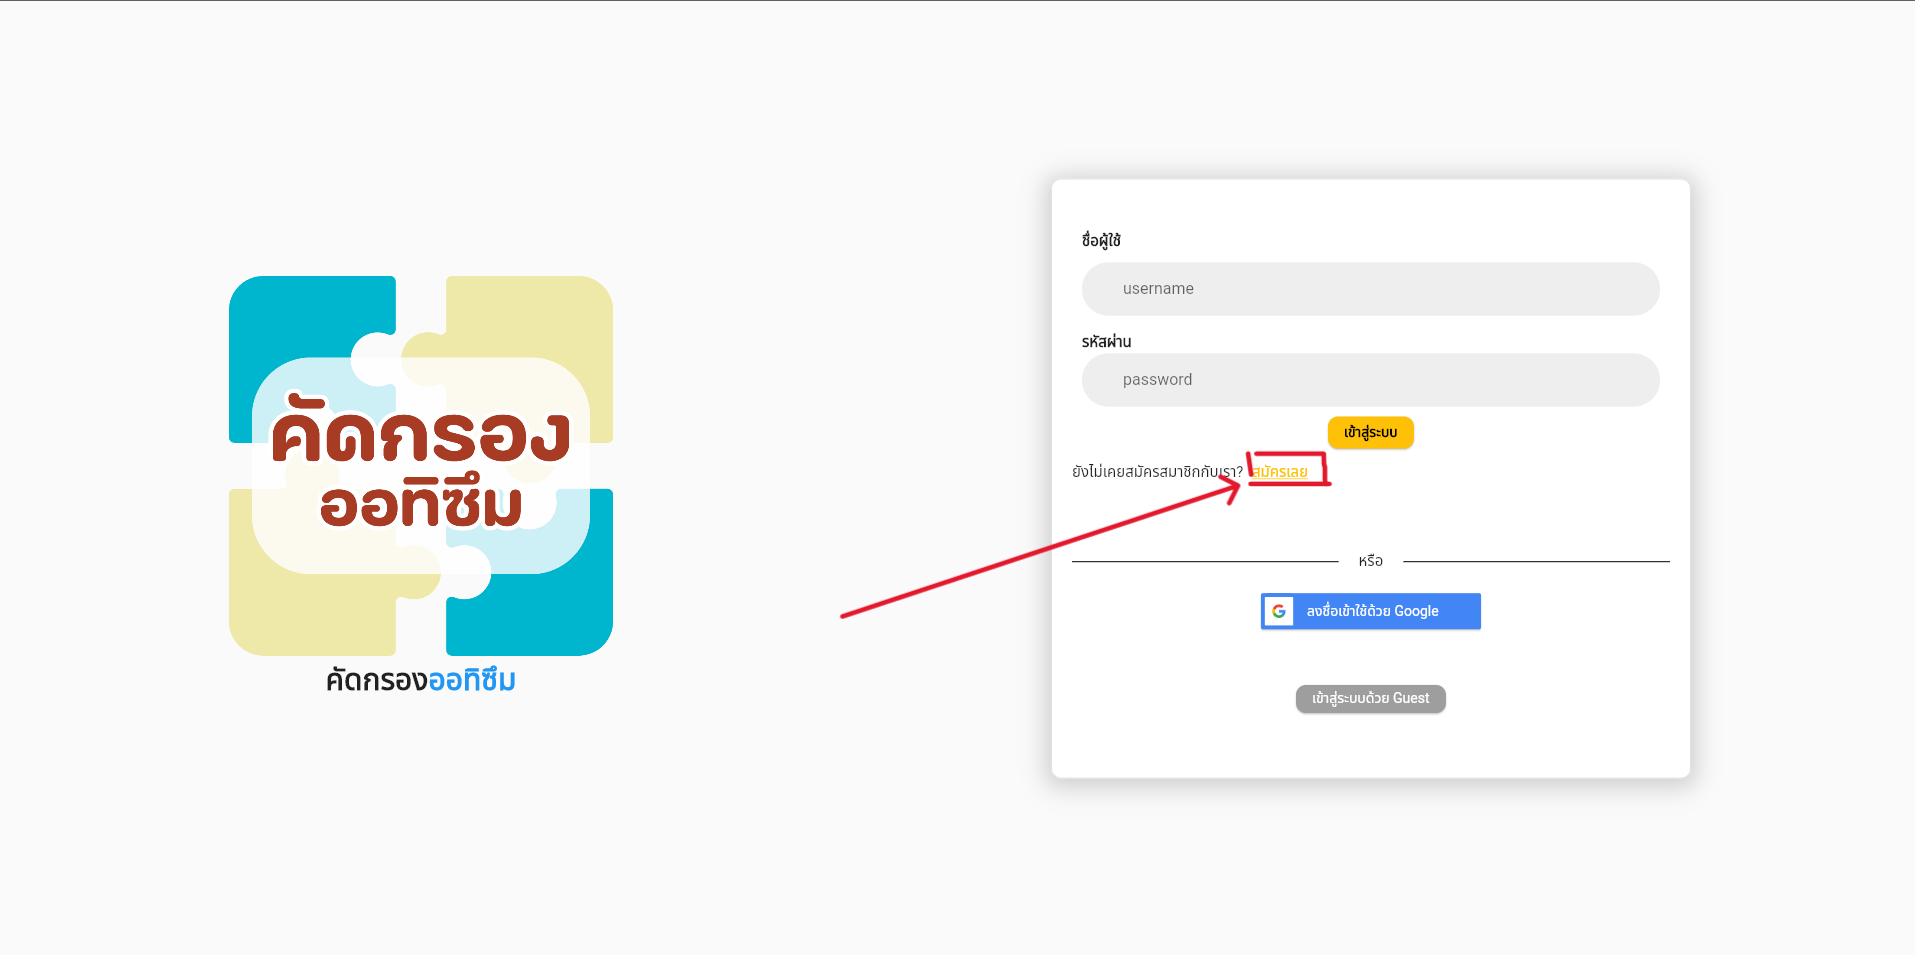 คัดกรอง
ออทิซึม
คัดกรองออทิซึม
ชื่อผู้ใช้
username
รหัสผ่าน
password
เข้าสู่ระบบ
ยังไม่เคยสมัครสมาชิกกับเรา? สมัครเลย
หรือ
ลงชื่อเข้าใช้ด้วย Google
เข้าสู่ระบบด้วย Guest